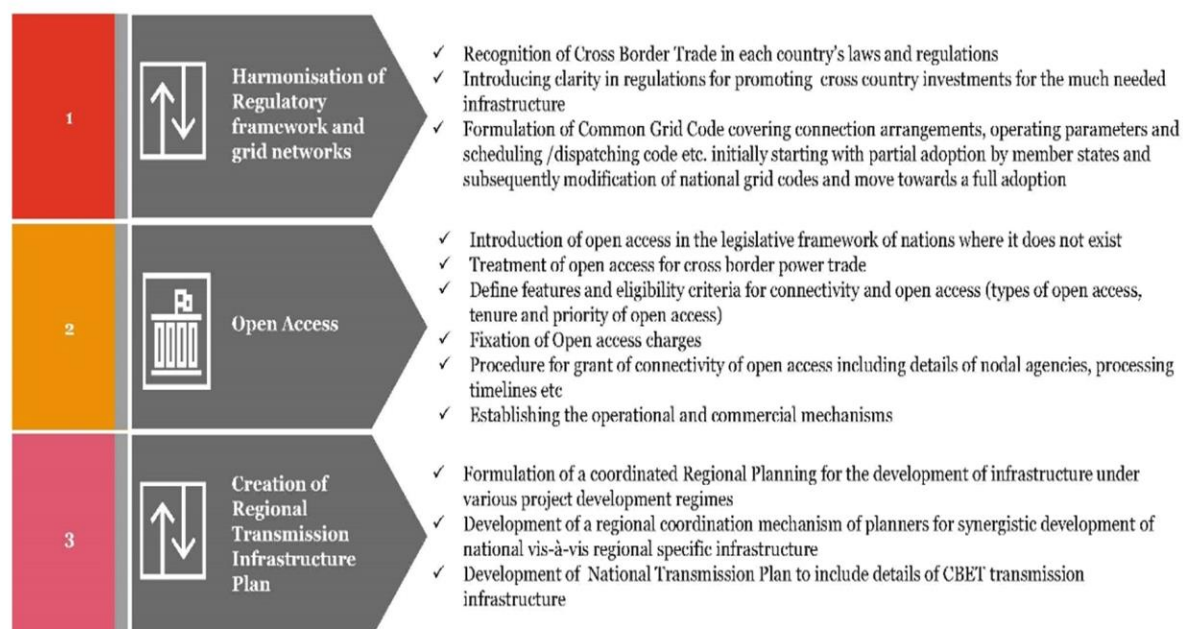 1
Harmonisation of
Regulatory
framework and
grid networks
✓ Recognition of Cross Border Trade in each country's laws and regulations
✓ Introducing clarity in regulations for promoting cross country investments for the much needed
infrastructure
✓ Formulation of Common Grid Code covering connection arrangements, operating parameters and
scheduling /dispatching code etc. initially starting with partial adoption by member states and
subsequently modification of national grid codes and move towards a full adoption
2
Open Access
✓ Introduction of open access in the legislative framework of nations where it does not exist
✓ Treatment of open access for cross border power trade
✓ Define features and eligibility criteria for connectivity and open access (types of open access,
tenure and priority of open access)
✓ Fixation of Open access charges
✓ Procedure for grant of connectivity of open access including details of nodal agencies, processing
timelines etc
✓ Establishing the operational and commercial mechanisms
3
Creation of
Regional
Transmission
Infrastructure
Plan
✓ Formulation of a coordinated Regional Planning for the development of infrastructure under
various project development regimes
✓ Development of a regional coordination mechanism of planners for synergistic development of
national vis-à-vis regional specific infrastructure
✓ Development of National Transmission Plan to include details of CBET transmission
infrastructure